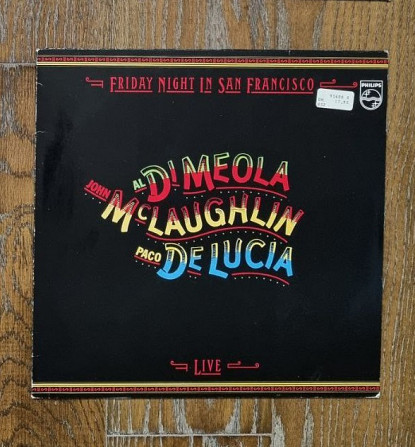 FRIDAY NIGHT IN SAN FRANCISCO
PHILIPS
AL DI MEOLA
JOHN MCLAUGHLIN
PACO DE LUCIA
LIVE